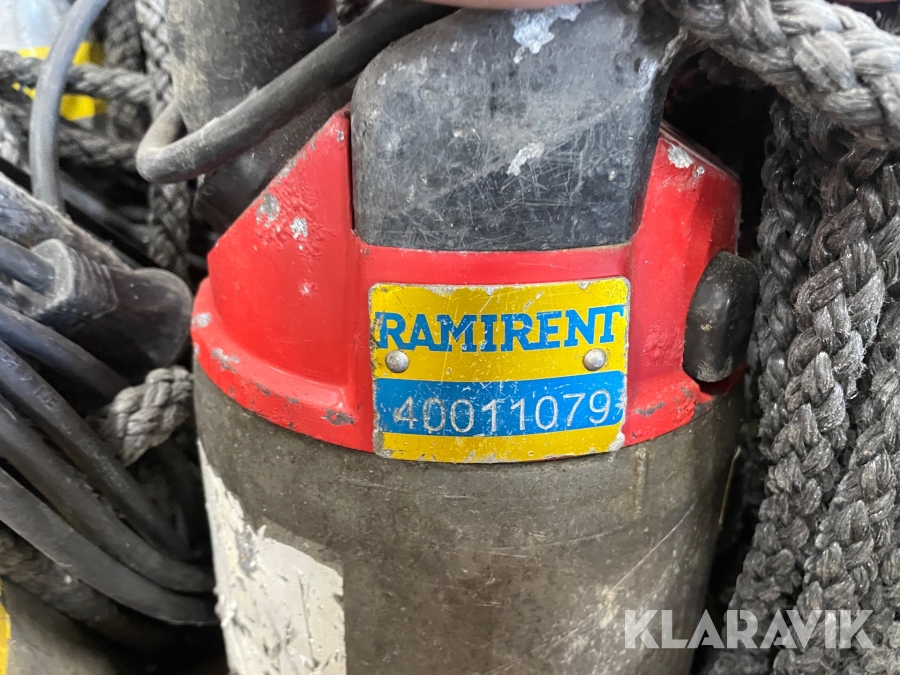 RAMIRENT
40011079
KLARAVIK